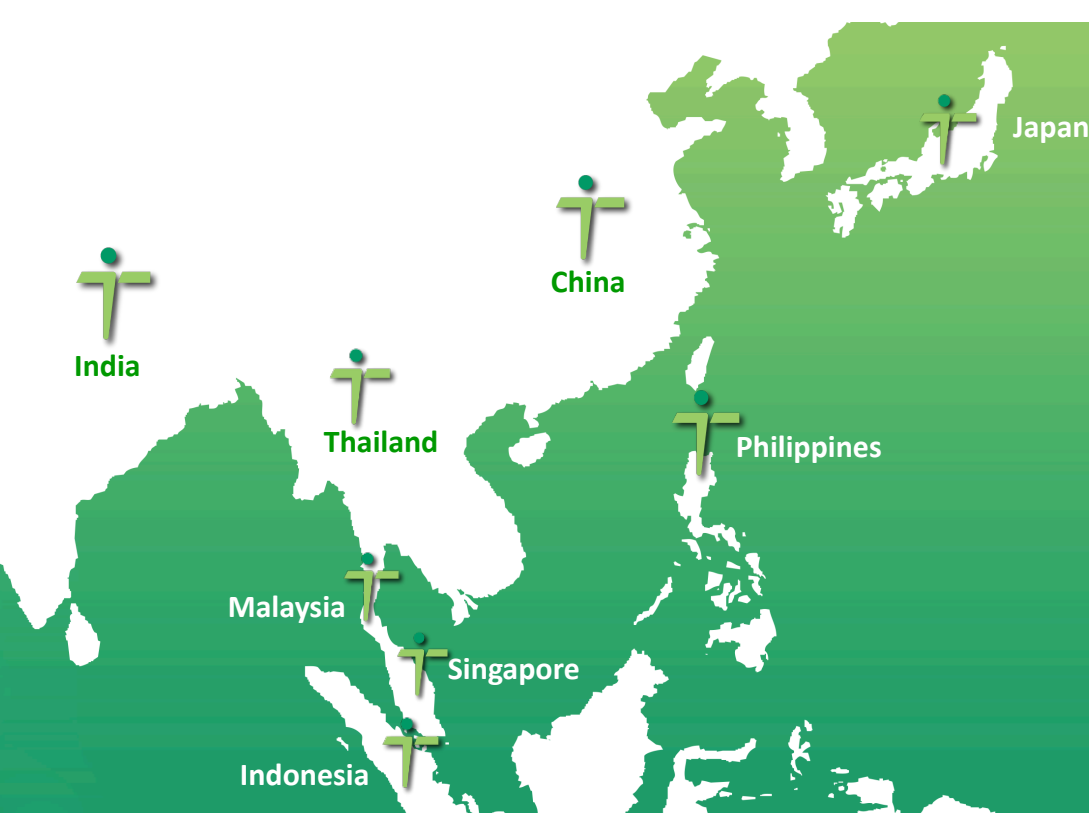 Japan
China
India
Thailand
Philippines
Malaysia
Singapore
Indonesia